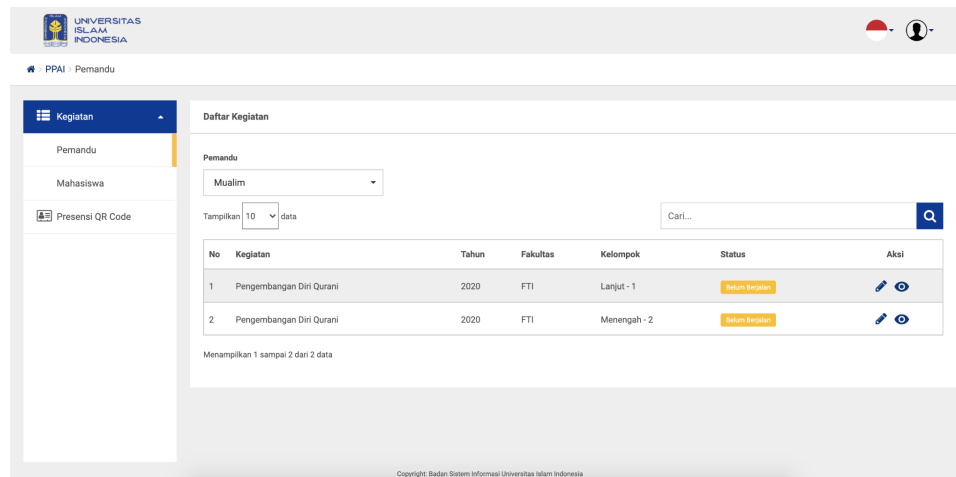 UNIVERSITAS
ISLAM
INDONESIA
PPAI > Pemandu
Kegiatan
Pemandu
Mahasiswa
Presensi QR Code
Daftar Kegiatan
Pemandu
Mualim
Tampilkan 10 data
Cari...
No Kegiatan Tahun Fakultas Kelompok Status Aksi
1 Pengembangan Diri Qurani 2020 FTI Lanjut - 1 Belum Berjalan
2 Pengembangan Diri Qurani 2020 FTI Menengah - 2 Belum Berjalan
Menampilkan 1 sampai 2 dari 2 data
Copyright: Badan Sistem Informasi Universitas Islam Indonesia